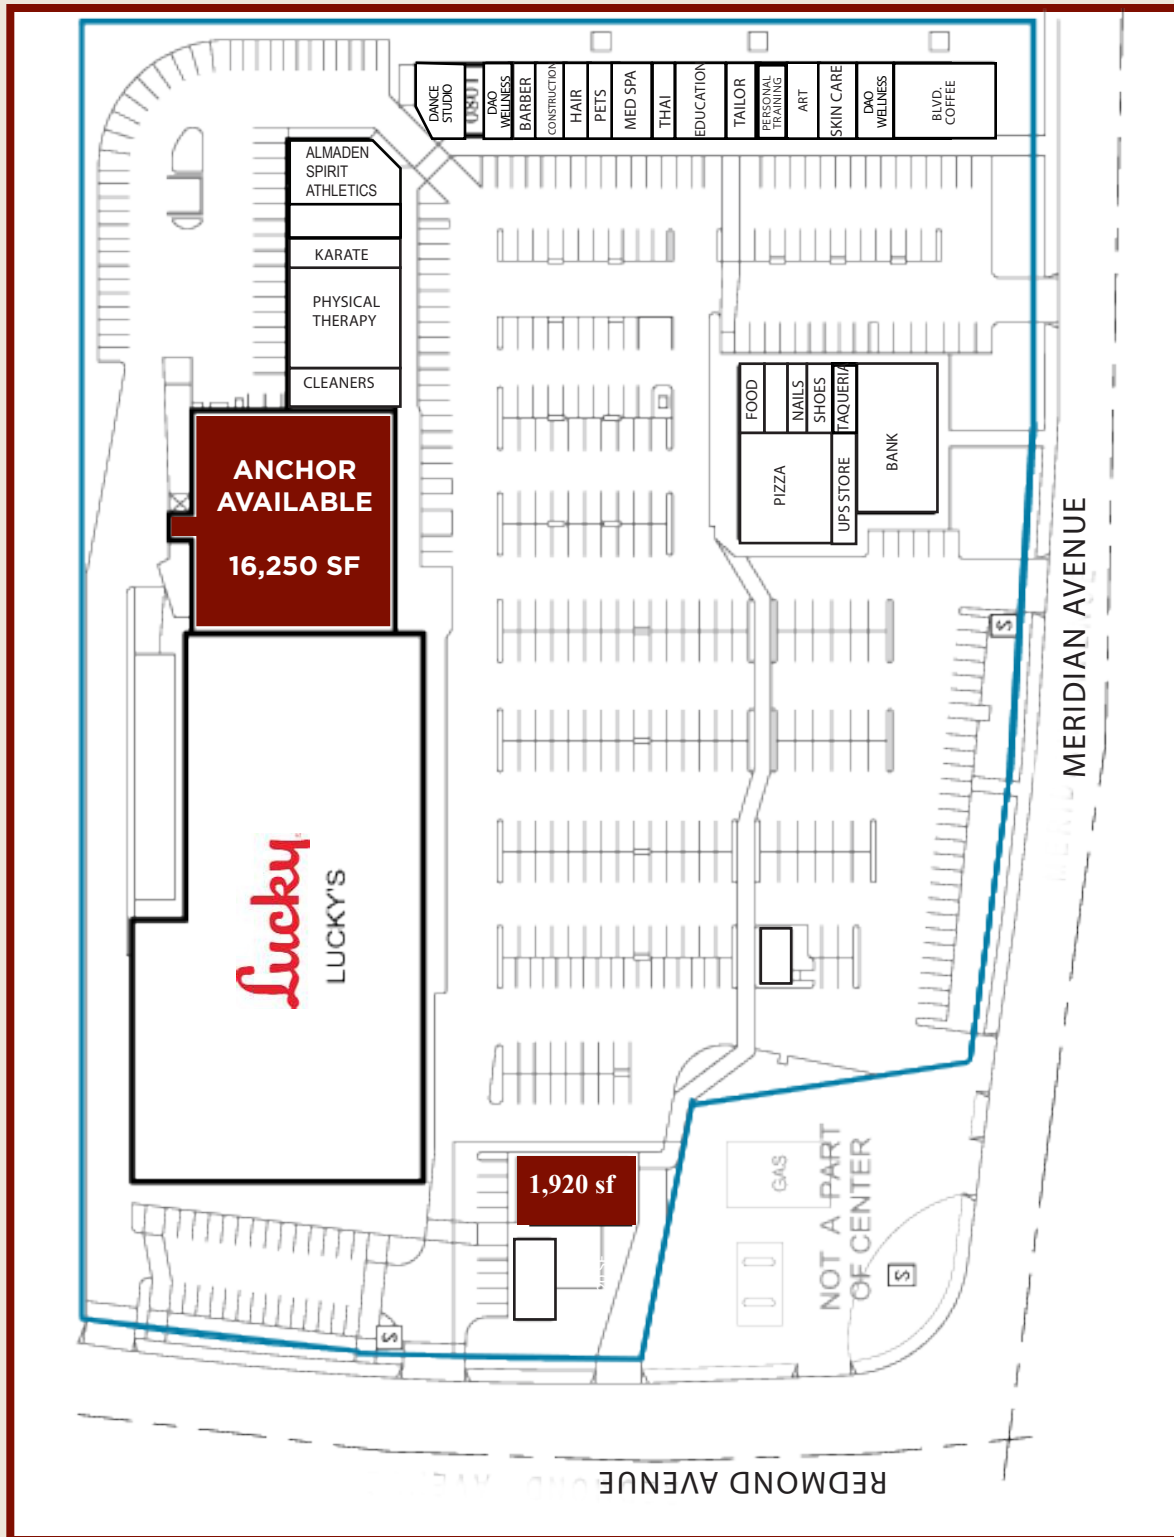 DANCE
STUDIO
DAO
WELLNESS
BARBER
CONSTRUCTION
HAIR
PETS
MED SPA
THAI
EDUCATION
TAILOR
PERSONAL
TRAINING
ART
SKIN CARE
DAO
WELLNESS
BLVD.
COFFEE
ALMADEN
SPIRIT
ATHLETICS
KARATE
PHYSICAL
THERAPY
CLEANERS
FOOD
NAILS
SHOES
TAQUERIA
PIZZA
UPS STORE
BANK
ANCHOR
AVAILABLE
16,250 SF
S
MERIDIAN AVENUE
Lucky
LUCKY'S
1,920 sf
GAS
NOT A PART
OF CENTER
S
S
REDMOND AVENUE